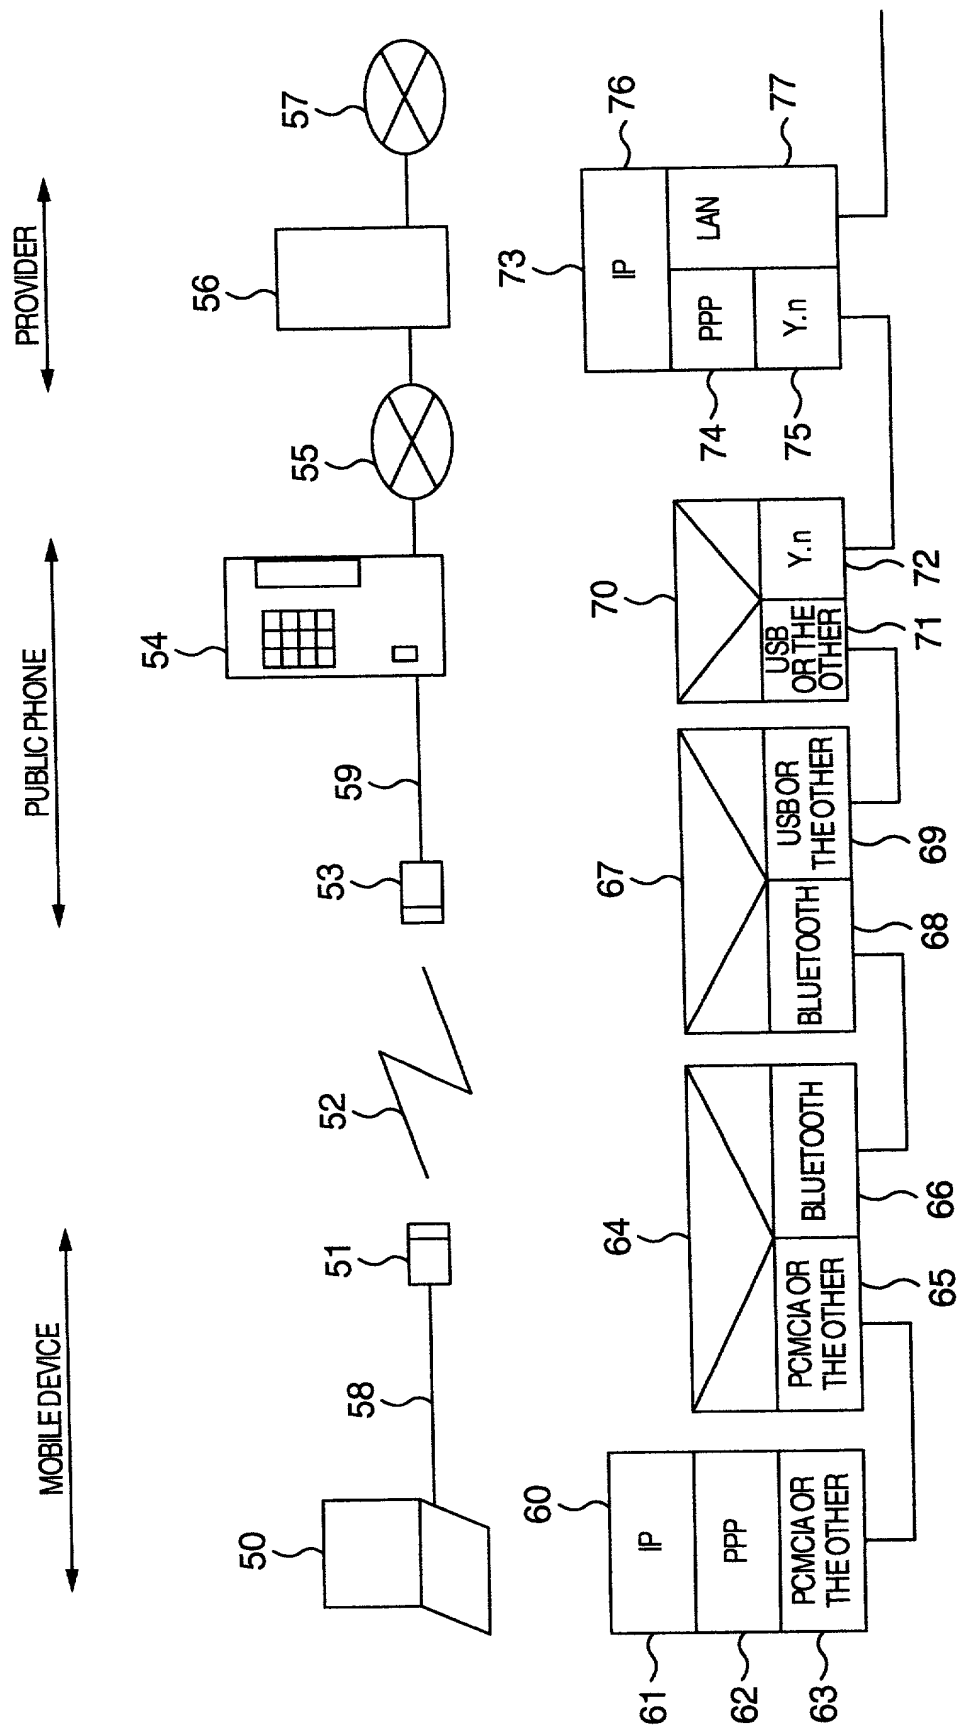 MOBILE DEVICE
PUBLIC PHONE
PROVIDER
50
58
51
52
53
59
54
55
56
57
60
61
IP
62
PPP
63
PCMCIA OR
THE OTHER
64
PCMCIA OR
THE OTHER
65
BLUETOOTH
66
67
BLUETOOTH
68
USB OR
THE OTHER
69
70
USB
OR THE
OTHER
71
Y.n
72
73
IP
76
PPP
74
LAN
77
Y.n
75